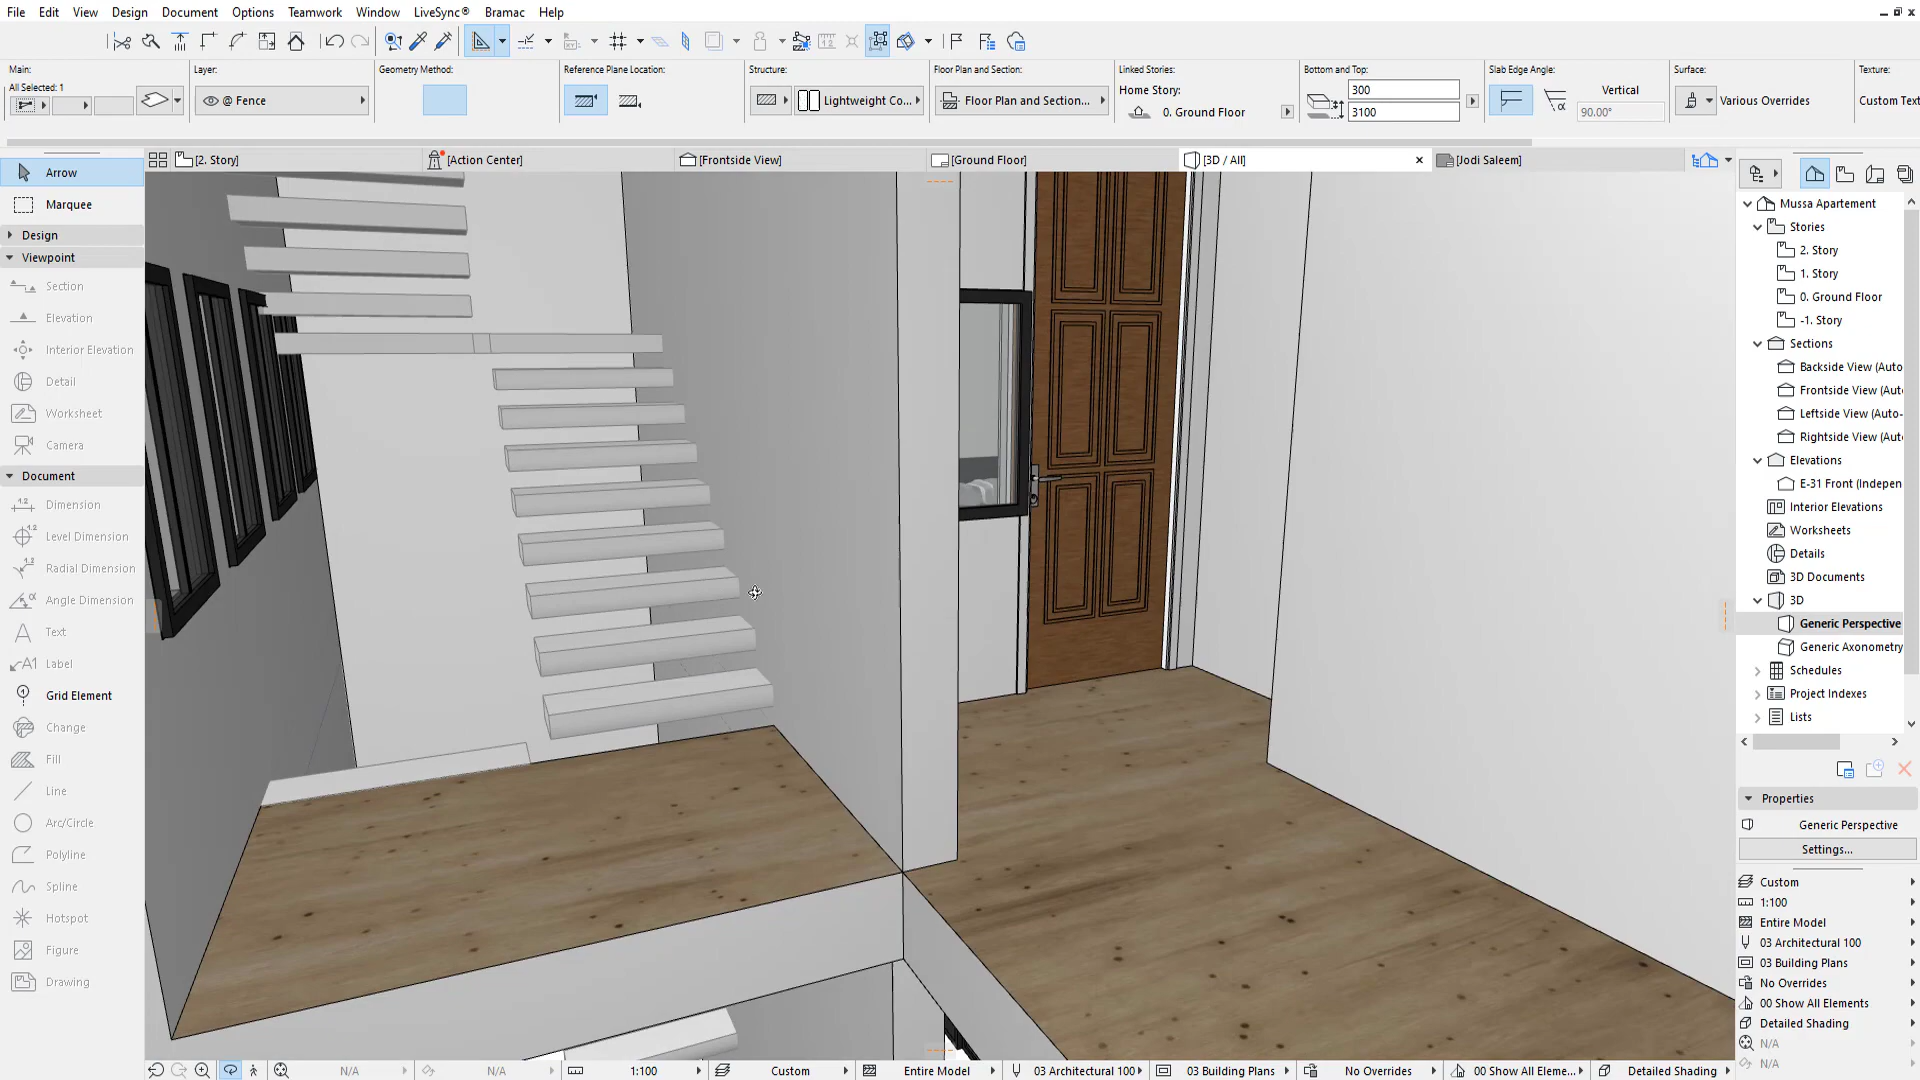 File Edit View Design Document Options Teamwork Window LiveSync® Bramac Help
Main:
All Selected: 1
Layer:
@ Fence
Geometry Method:
Reference Plane Location:
Structure:
Lightweight Co...
Floor Plan and Section:
Floor Plan and Section...
Linked Stories:
Home Story:
0. Ground Floor
Bottom and Top:
300
3100
Slab Edge Angle:
Vertical
90.00°
Surface:
Various Overrides
Texture:
Custom Text
[2. Story] [Action Center] [Frontside View] [Ground Floor] [3D / All] [Jodi Saleem]
Arrow
Marquee
Design
Viewpoint
Section
Elevation
Interior Elevation
Detail
Worksheet
Camera
Document
Dimension
Level Dimension
Radial Dimension
Angle Dimension
Text
Label
Grid Element
Change
Fill
Line
Arc/Circle
Polyline
Spline
Hotspot
Figure
Drawing
Mussa Apartement
Stories
2. Story
1. Story
0. Ground Floor
-1. Story
Sections
Backside View (Auto
Frontside View (Auto
Leftside View (Auto-
Rightside View (Auto
Elevations
E-31 Front (Indepen
Interior Elevations
Worksheets
Details
3D Documents
3D
Generic Perspective
Generic Axonometry
Schedules
Project Indexes
Lists
Properties
Generic Perspective
Settings...
Custom
1:100
Entire Model
03 Architectural 100
03 Building Plans
No Overrides
00 Show All Elements
Detailed Shading
N/A
N/A
N/A N/A 1:100 Custom Entire Model 03 Architectural 100 03 Building Plans No Overrides 00 Show All Eleme... Detailed Shading